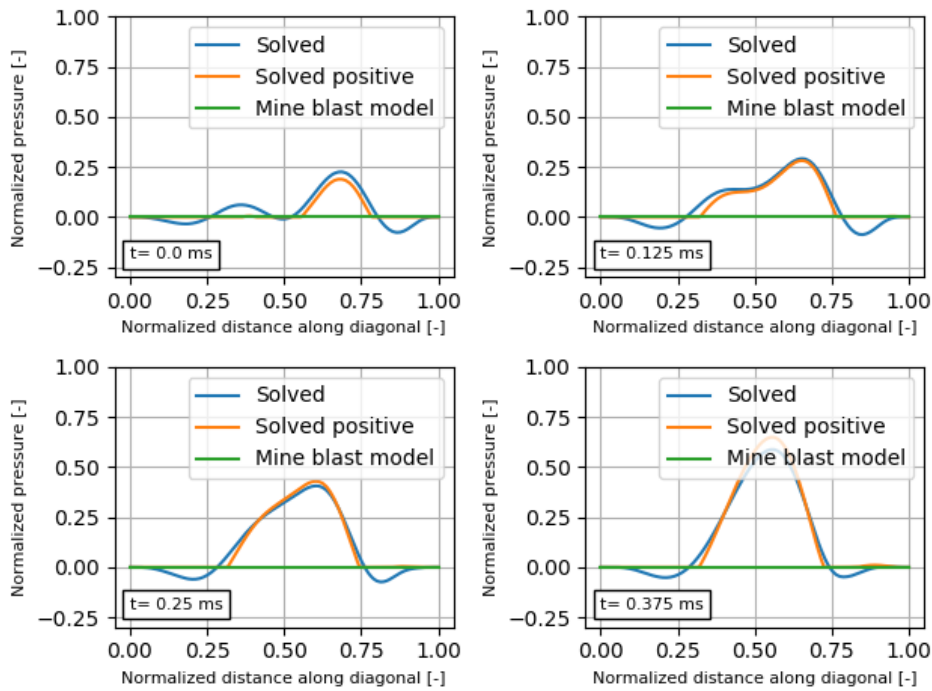 1.00
0.75
0.50
0.25
0.00
−0.25
Normalized pressure [-]
Solved
Solved positive
Mine blast model
t= 0.0 ms
0.00 0.25 0.50 0.75 1.00
Normalized distance along diagonal [-]
1.00
0.75
0.50
0.25
0.00
−0.25
Normalized pressure [-]
Solved
Solved positive
Mine blast model
t= 0.125 ms
0.00 0.25 0.50 0.75 1.00
Normalized distance along diagonal [-]
1.00
0.75
0.50
0.25
0.00
−0.25
Normalized pressure [-]
Solved
Solved positive
Mine blast model
t= 0.25 ms
0.00 0.25 0.50 0.75 1.00
Normalized distance along diagonal [-]
1.00
0.75
0.50
0.25
0.00
−0.25
Normalized pressure [-]
Solved
Solved positive
Mine blast model
t= 0.375 ms
0.00 0.25 0.50 0.75 1.00
Normalized distance along diagonal [-]